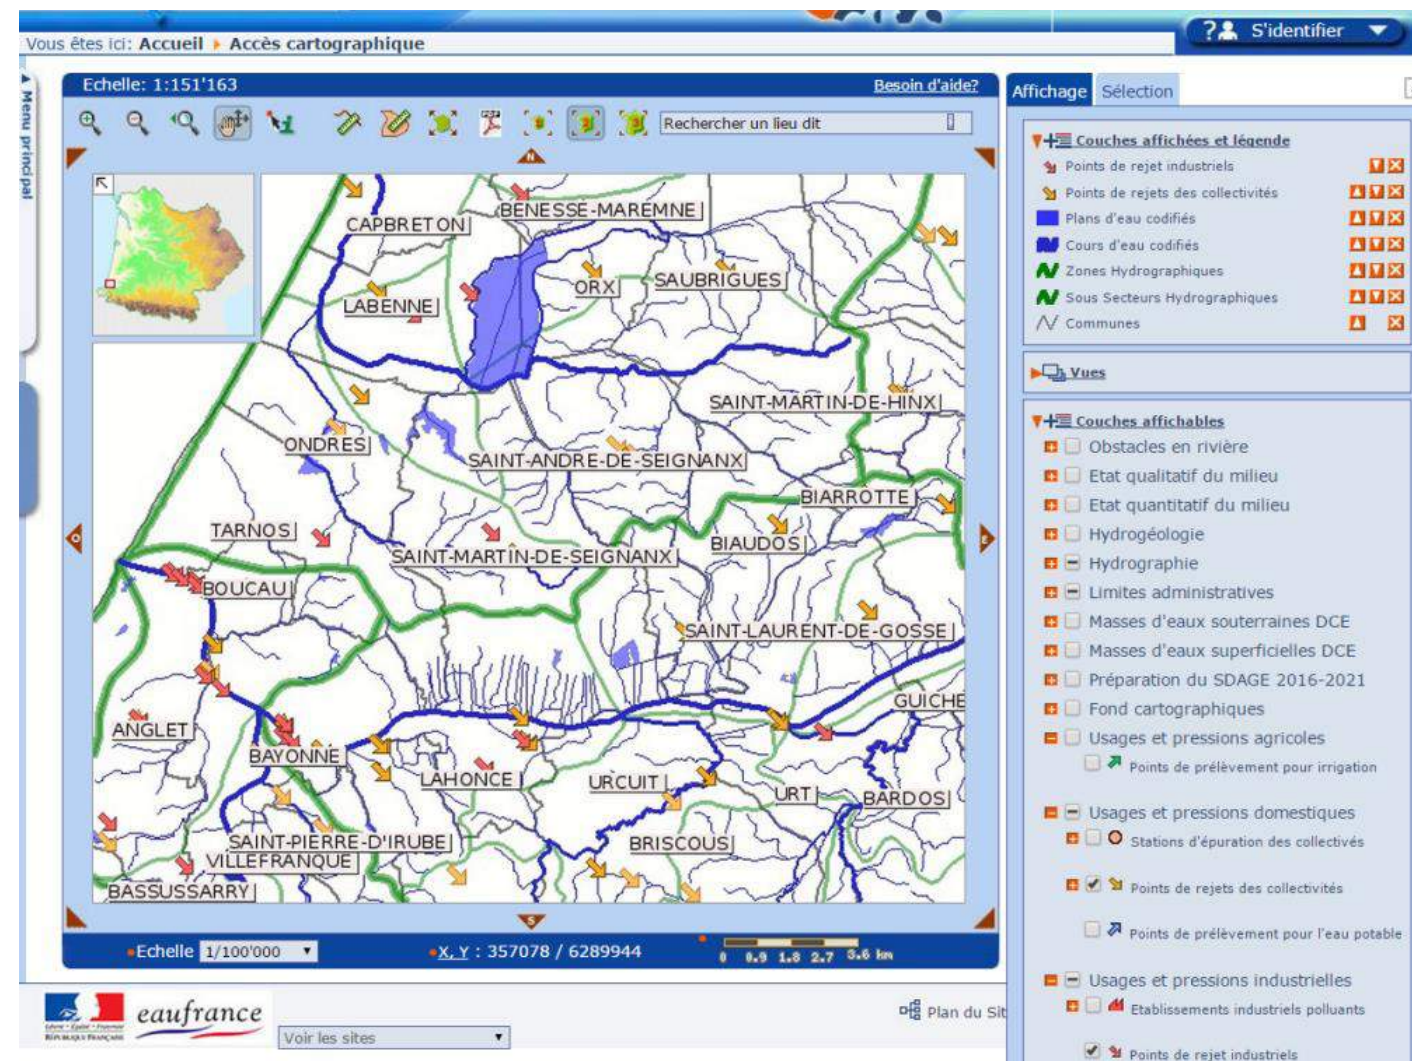 S'identifier
Vous êtes ici: Accueil Accès cartographique
Menu principal
Echelle: 1:151'163
Besoin d'aide?
Rechercher un lieu dit
N
CAPBRETON
BENESSE-MAREMNE
LABENNE
ORX
SAUBRIGUES
SAINT-MARTIN-DE-HINX
ONDRES
SAINT-ANDRE-DE-SEIGNANX
BIARROTTE
TARNOS
BIAUDOS
SAINT-MARTIN-DE-SEIGNANX
BOUCAU
SAINT-LAURENT-DE-GOSSE
GUICHE
ANGLET
BAYONNE
LAHONCE
URCUIT
URT
BARDOS
SAINT-PIERRE-D'IRUBE
BRISCOUS
VILLEFRANQUE
BASSUSSARRY
O
E
S
Echelle 1/100'000
X, Y : 357078 / 6289944
0 0.9 1.8 2.7 3.6 km
Affichage Sélection
Couches affichées et légende
Points de rejet industriels
Points de rejets des collectivités
Plans d'eau codifiés
Cours d'eau codifiés
Zones Hydrographiques
Sous Secteurs Hydrographiques
Communes
Vues
Couches affichables
Obstacles en rivière
Etat qualitatif du milieu
Etat quantitatif du milieu
Hydrogéologie
Hydrographie
Limites administratives
Masses d'eaux souterraines DCE
Masses d'eaux superficielles DCE
Préparation du SDAGE 2016-2021
Fond cartographiques
Usages et pressions agricoles
Points de prélèvement pour irrigation
Usages et pressions domestiques
Stations d'épuration des collectivés
Points de rejets des collectivités
Points de prélèvement pour l'eau potable
Usages et pressions industrielles
Etablissements industriels polluants
Points de rejet industriels
Liberté • Égalité • Fraternité
RÉPUBLIQUE FRANÇAISE
eaufrance
Voir les sites
Plan du Sit